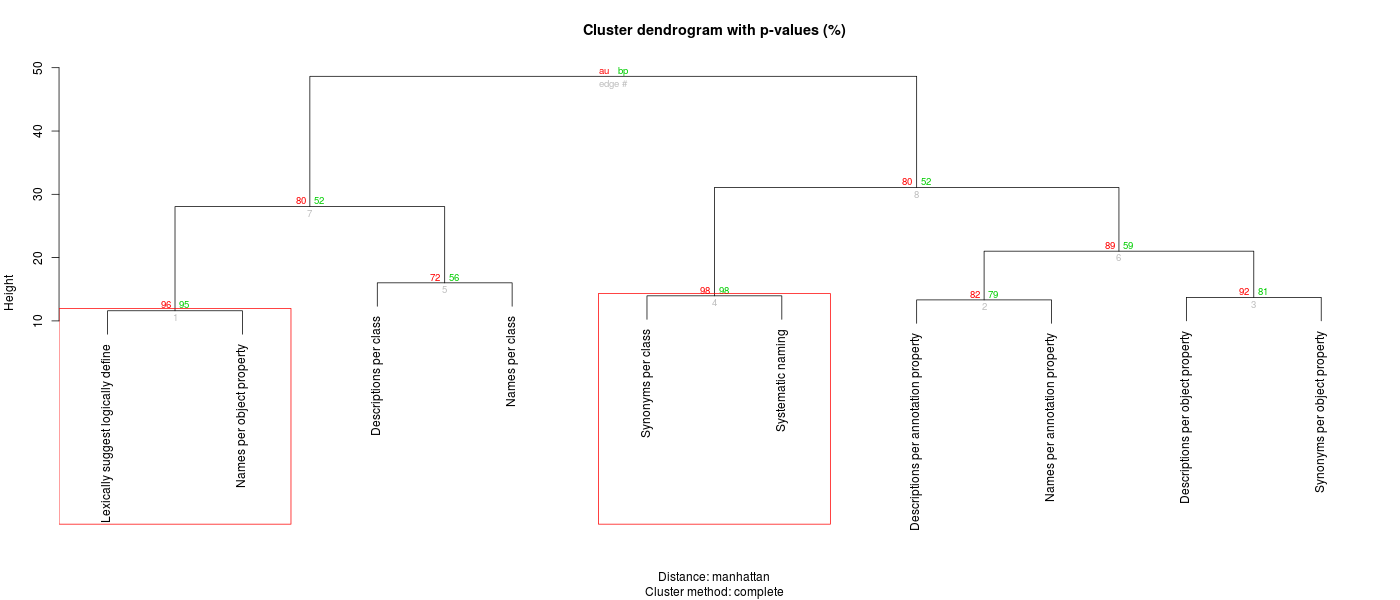 Cluster dendrogram with p-values (%)
Height
50
40
30
20
10
au bp
edge #
80 52
7
80 52
8
89 59
6
72 56
5
96 95
1
98 98
4
82 79
2
92 81
3
Lexically suggest logically define
Names per object property
Descriptions per class
Names per class
Synonyms per class
Systematic naming
Descriptions per annotation property
Names per annotation property
Descriptions per object property
Synonyms per object property
Distance: manhattan
Cluster method: complete